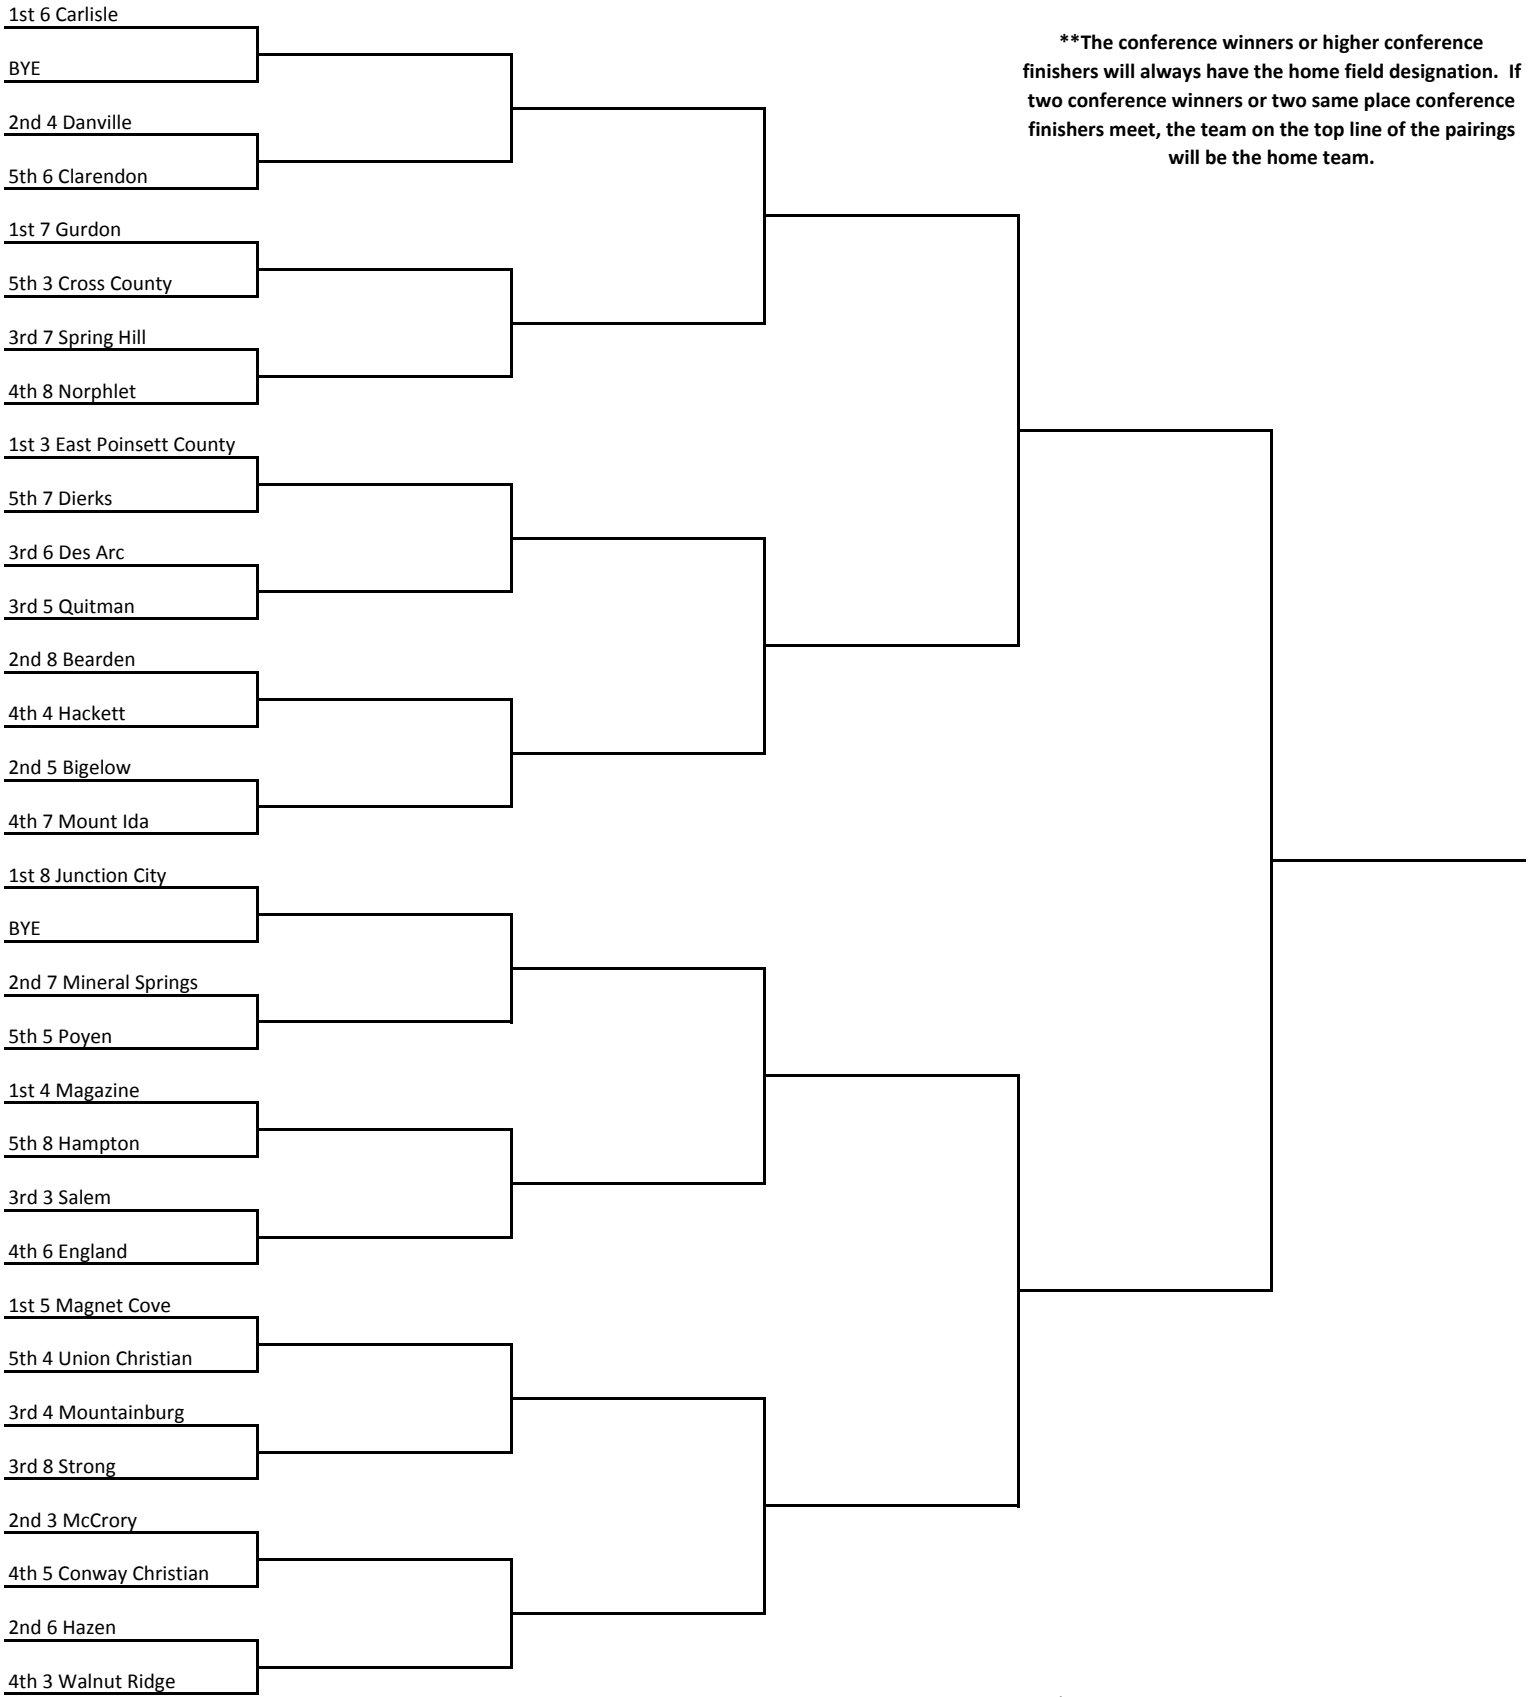 1st 6 Carlisle
BYE
2nd 4 Danville
5th 6 Clarendon
1st 7 Gurdon
5th 3 Cross County
3rd 7 Spring Hill
4th 8 Norphlet
1st 3 East Poinsett County
5th 7 Dierks
3rd 6 Des Arc
3rd 5 Quitman
2nd 8 Bearden
4th 4 Hackett
2nd 5 Bigelow
4th 7 Mount Ida
1st 8 Junction City
BYE
2nd 7 Mineral Springs
5th 5 Poyen
1st 4 Magazine
5th 8 Hampton
3rd 3 Salem
4th 6 England
1st 5 Magnet Cove
5th 4 Union Christian
3rd 4 Mountainburg
3rd 8 Strong
2nd 3 McCrory
4th 5 Conway Christian
2nd 6 Hazen
4th 3 Walnut Ridge
**The conference winners or higher conference
finishers will always have the home field designation. If
two conference winners or two same place conference
finishers meet, the team on the top line of the pairings
will be the home team.